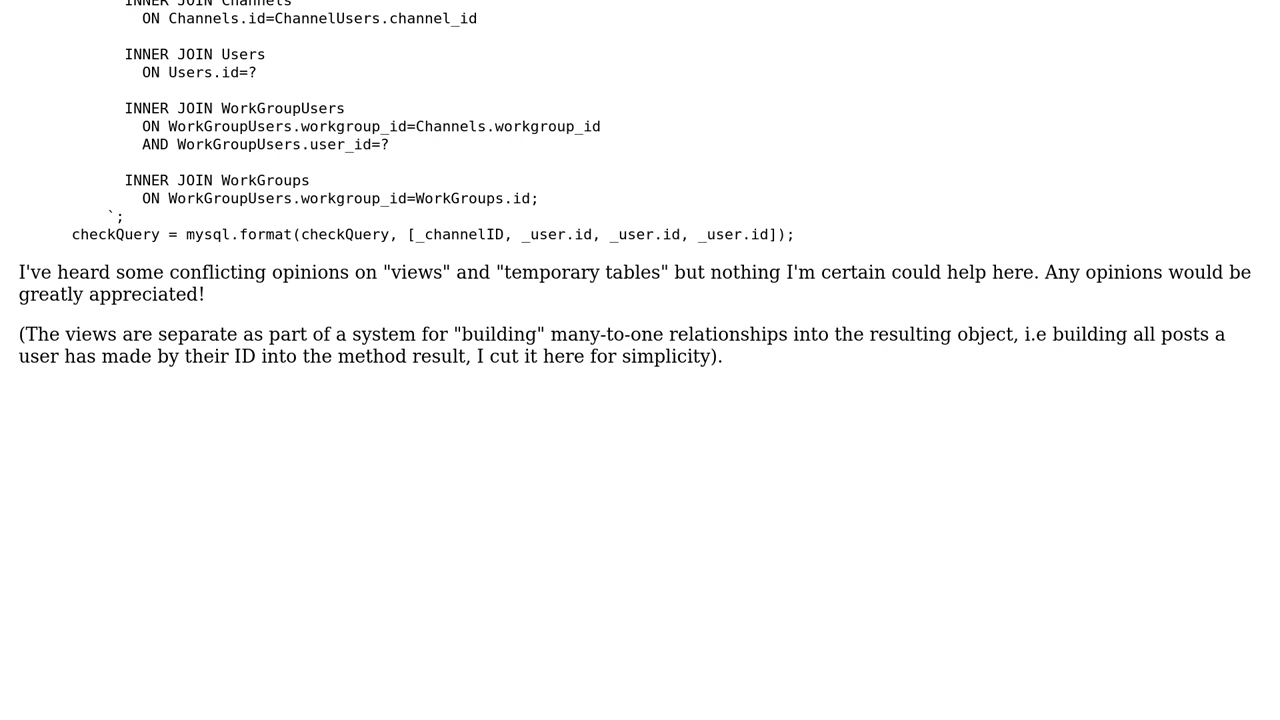 INNER JOIN Channels
ON Channels.id=ChannelUsers.channel_id
INNER JOIN Users
ON Users.id=?
INNER JOIN WorkGroupUsers
ON WorkGroupUsers.workgroup_id=Channels.workgroup_id
AND WorkGroupUsers.user_id=?
INNER JOIN WorkGroups
ON WorkGroupUsers.workgroup_id=WorkGroups.id;
`;
checkQuery = mysql.format(checkQuery, [_channelID, _user.id, _user.id, _user.id]);
I've heard some conflicting opinions on "views" and "temporary tables" but nothing I'm certain could help here. Any opinions would be
greatly appreciated!
(The views are separate as part of a system for "building" many-to-one relationships into the resulting object, i.e building all posts a
user has made by their ID into the method result, I cut it here for simplicity).